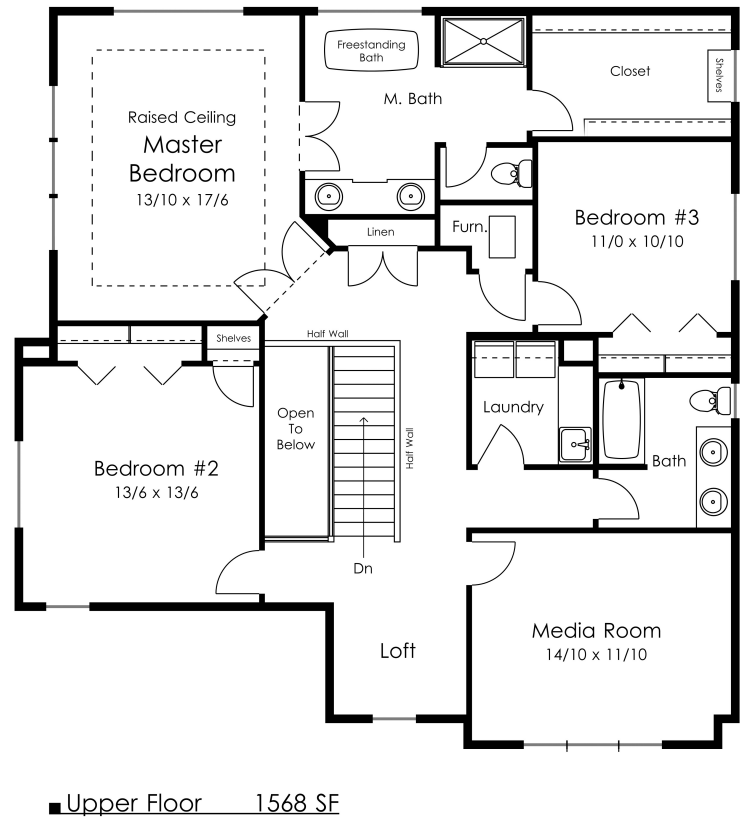 Freestanding
Bath
Closet
Shelves
M. Bath
Raised Ceiling
Master
Bedroom
13/10 x 17/6
Linen
Furn.
Bedroom #3
11/0 x 10/10
Half Wall
Shelves
Open
To
Below
Half Wall
Laundry
Bath
Bedroom #2
13/6 x 13/6
Dn
Loft
Media Room
14/10 x 11/10
Upper Floor 1568 SF